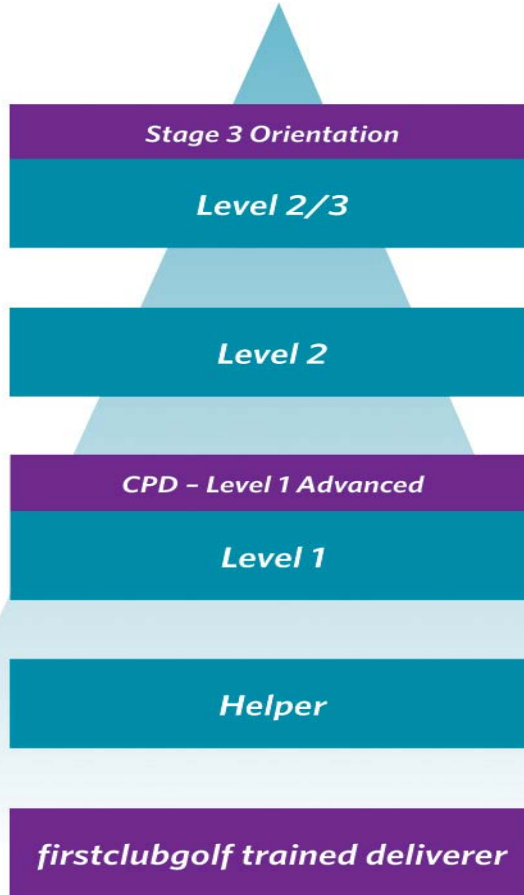 Stage 3 Orientation
Level 2/3
Level 2
CPD – Level 1 Advanced
Level 1
Helper
firstclubgolf trained deliverer